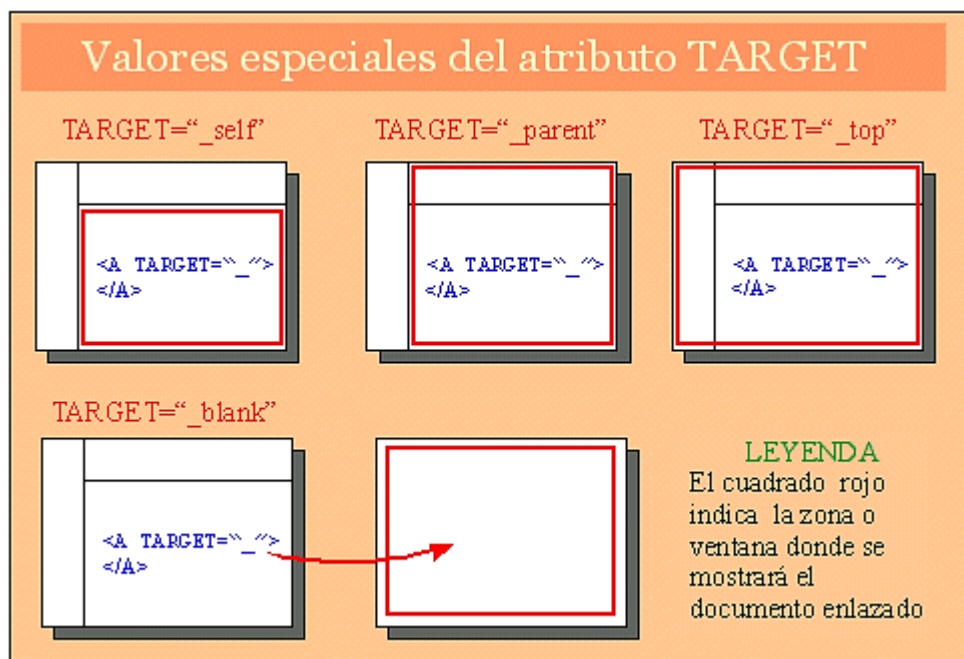 Valores especiales del atributo TARGET
TARGET=“_self”
TARGET=“_parent”
TARGET=“_top”
<A TARGET=“_”>
</A>
<A TARGET=“_”>
</A>
<A TARGET=“_”>
</A>
TARGET=“_blank”
<A TARGET=“_”>
</A>
LEYENDA
El cuadrado rojo
indica la zona o
ventana donde se
mostrará el
documento enlazado